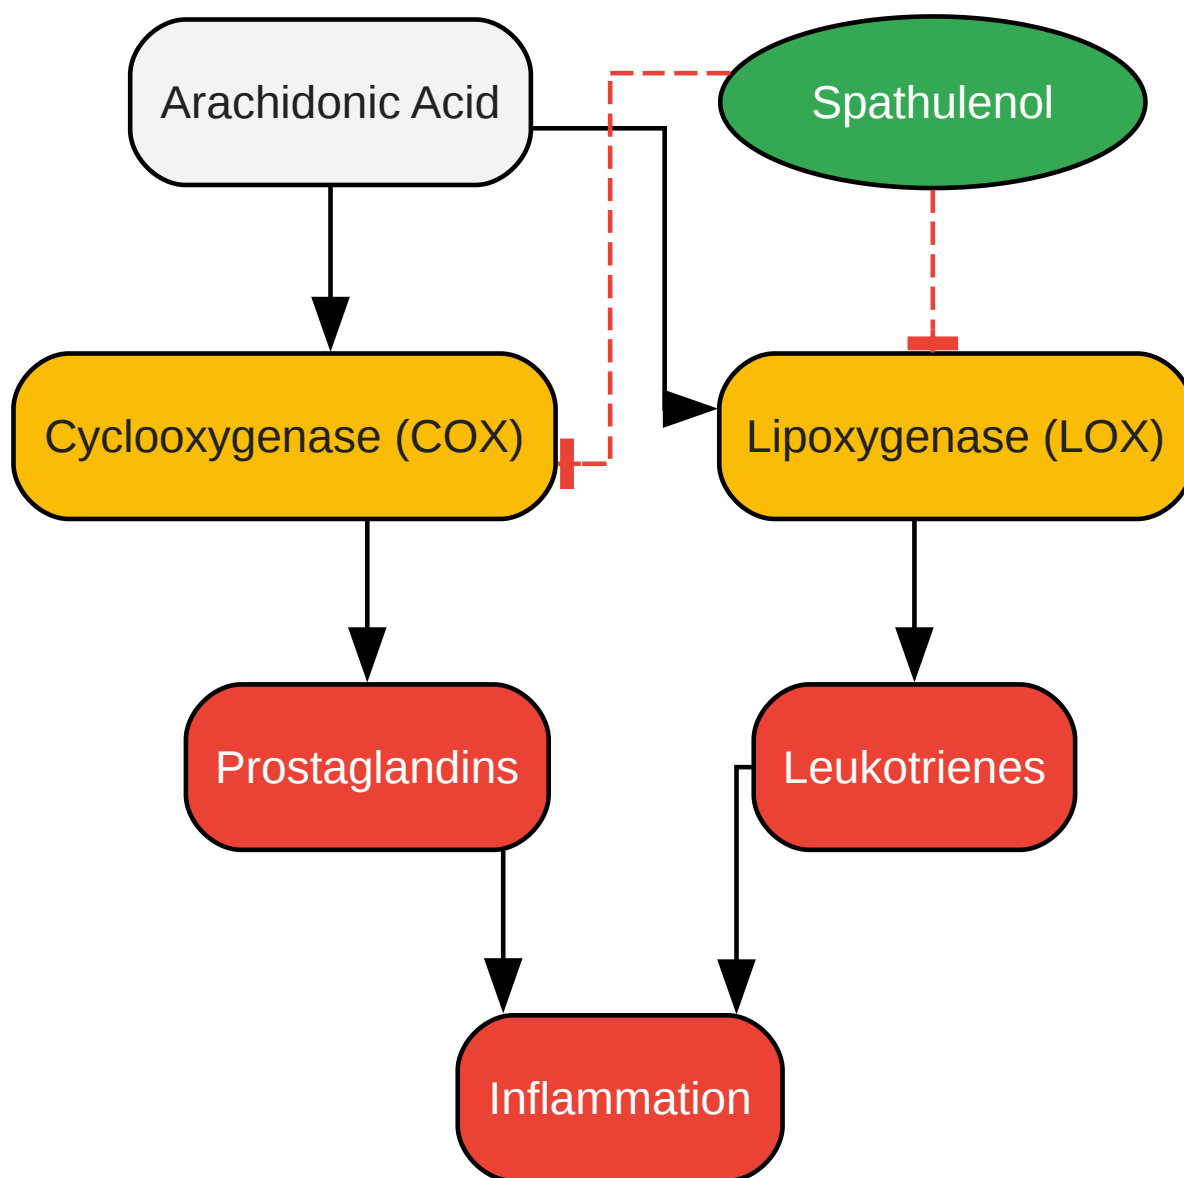 Arachidonic Acid
Spathulenol
Cyclooxygenase (COX)
Lipoxygenase (LOX)
Prostaglandins
Leukotrienes
Inflammation